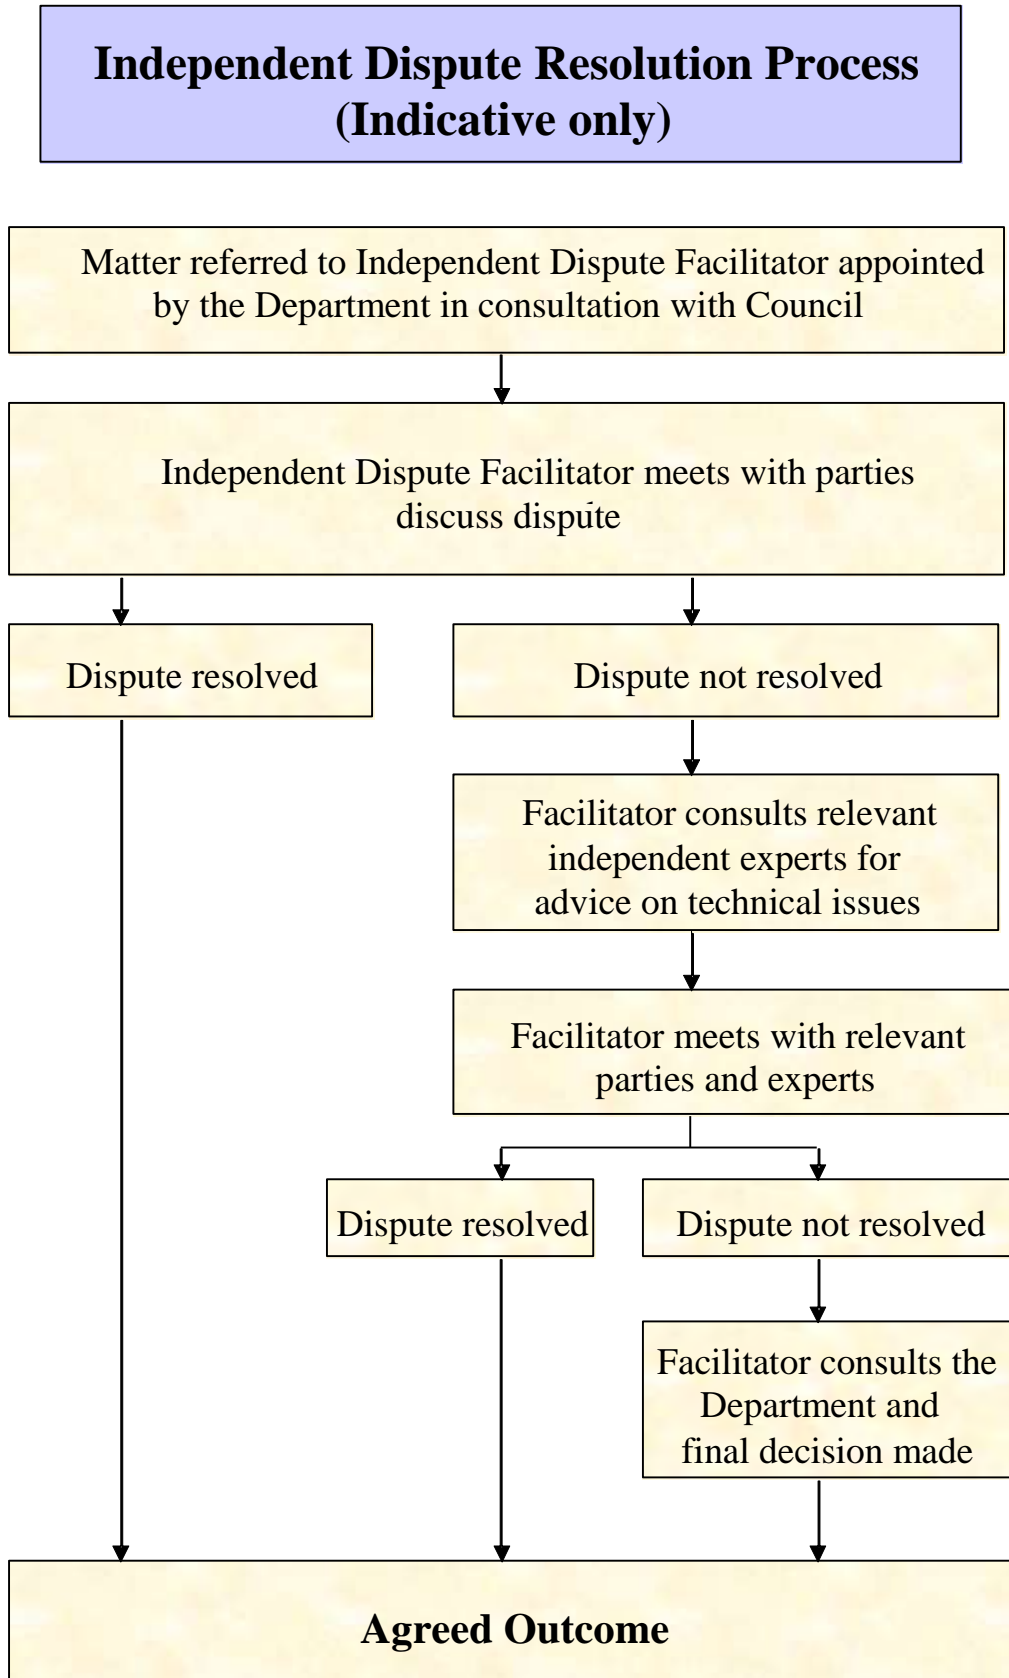 Independent Dispute Resolution Process
(Indicative only)
Matter referred to Independent Dispute Facilitator appointed
by the Department in consultation with Council
Independent Dispute Facilitator meets with parties
discuss dispute
Dispute resolved
Dispute not resolved
Facilitator consults relevant
independent experts for
advice on technical issues
Facilitator meets with relevant
parties and experts
Dispute resolved
Dispute not resolved
Facilitator consults the
Department and
final decision made
Agreed Outcome